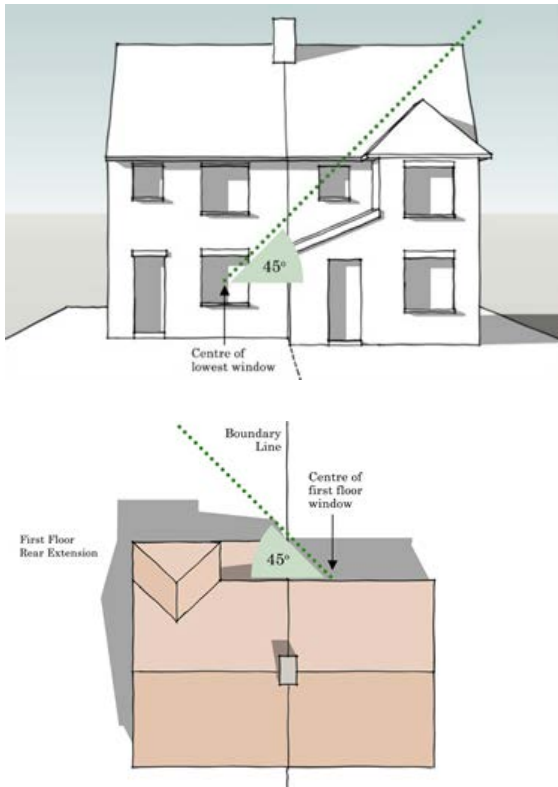 45°
Centre of
lowest window
Boundary
Line
Centre of
first floor
window
First Floor
Rear Extension
45°